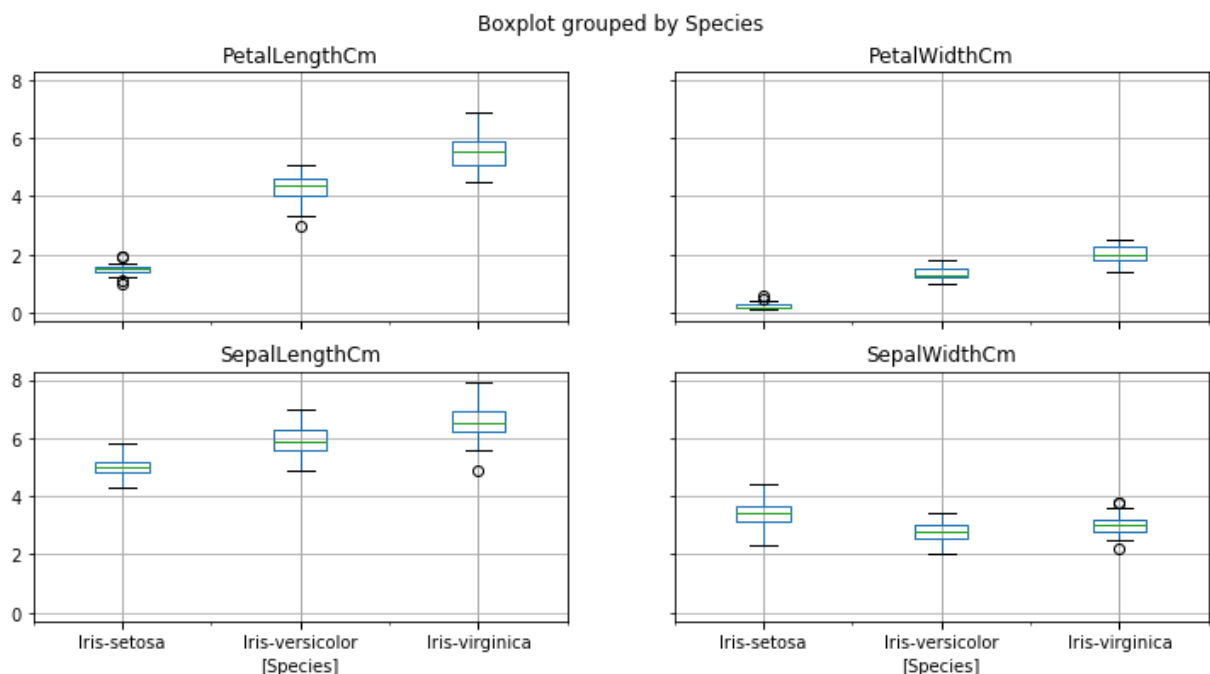 Boxplot grouped by Species
PetalLengthCm
8
6
4
2
0
PetalWidthCm
SepalLengthCm
8
6
4
2
0
Iris-setosa Iris-versicolor Iris-virginica
[Species]
SepalWidthCm
Iris-setosa Iris-versicolor Iris-virginica
[Species]